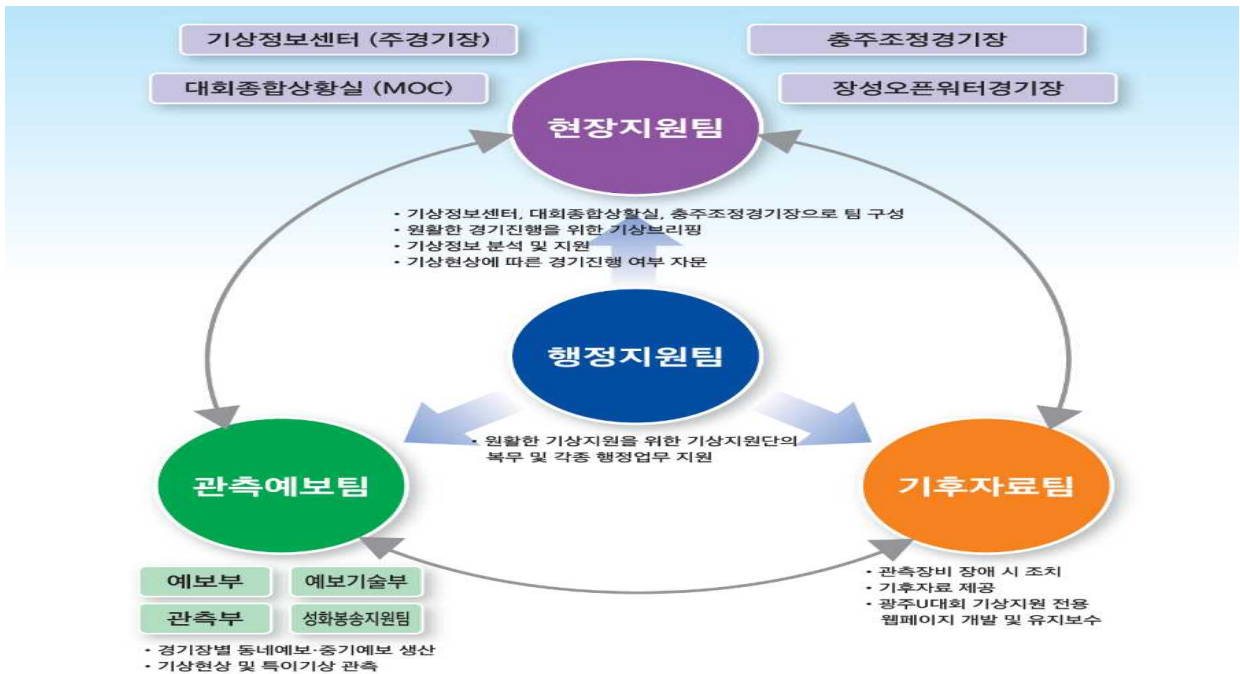 기상정보센터 (주경기장)
충주조정경기장
대회종합상황실 (MOC)
장성오픈워터경기장
현장지원팀
• 기상정보센터, 대회종합상활실, 충주조정경기장으로 팀 구성
• 원활한 경기진행을 위한 기상브리핑
• 기상정보 분석 및 지원
• 기상현상에 따른 경기진행 여부 자문
행정지원팀
• 원활한 기상지원을 위한 기상지원단의
복무 및 각종 행정업무 지원
관측예보팀
예보부
예보기술부
관측부
성화봉송지원팀
• 경기장별 동네예보·중기예보 생산
• 기상현상 및 특이기상 관측
기후자료팀
• 관측장비 장애 시 조치
• 기후자료 제공
• 광주U대회 기상지원 전용
웹페이지 개발 및 유지보수